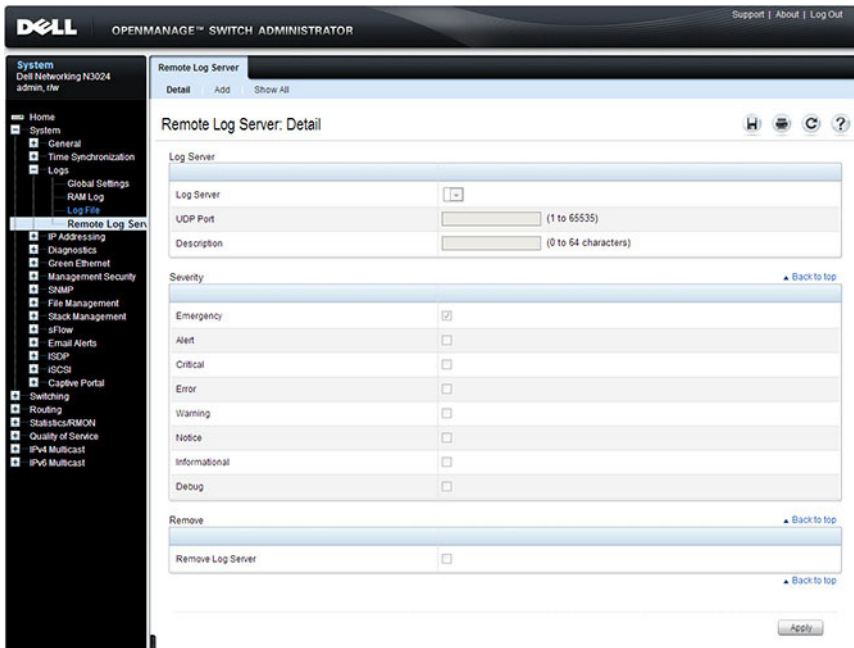 Support | About | Log Out
DELL OPENMANAGE™ SWITCH ADMINISTRATOR
System
Dell Networking N3024
admin, r/w
Home
System
General
Time Synchronization
Logs
Global Settings
RAM Log
Log File
Remote Log Serv
IP Addressing
Diagnostics
Green Ethernet
Management Security
SNMP
File Management
Stack Management
sFlow
Email Alerts
ISDP
iSCSI
Captive Portal
Switching
Routing
Statistics/RMON
Quality of Service
IPv4 Multicast
IPv6 Multicast
Remote Log Server
Detail Add Show All
Remote Log Server: Detail
Log Server
Log Server
UDP Port (1 to 65535)
Description (0 to 64 characters)
Severity Back to top
Emergency
Alert
Critical
Error
Warning
Notice
Informational
Debug
Remove Back to top
Remove Log Server
Back to top
Apply